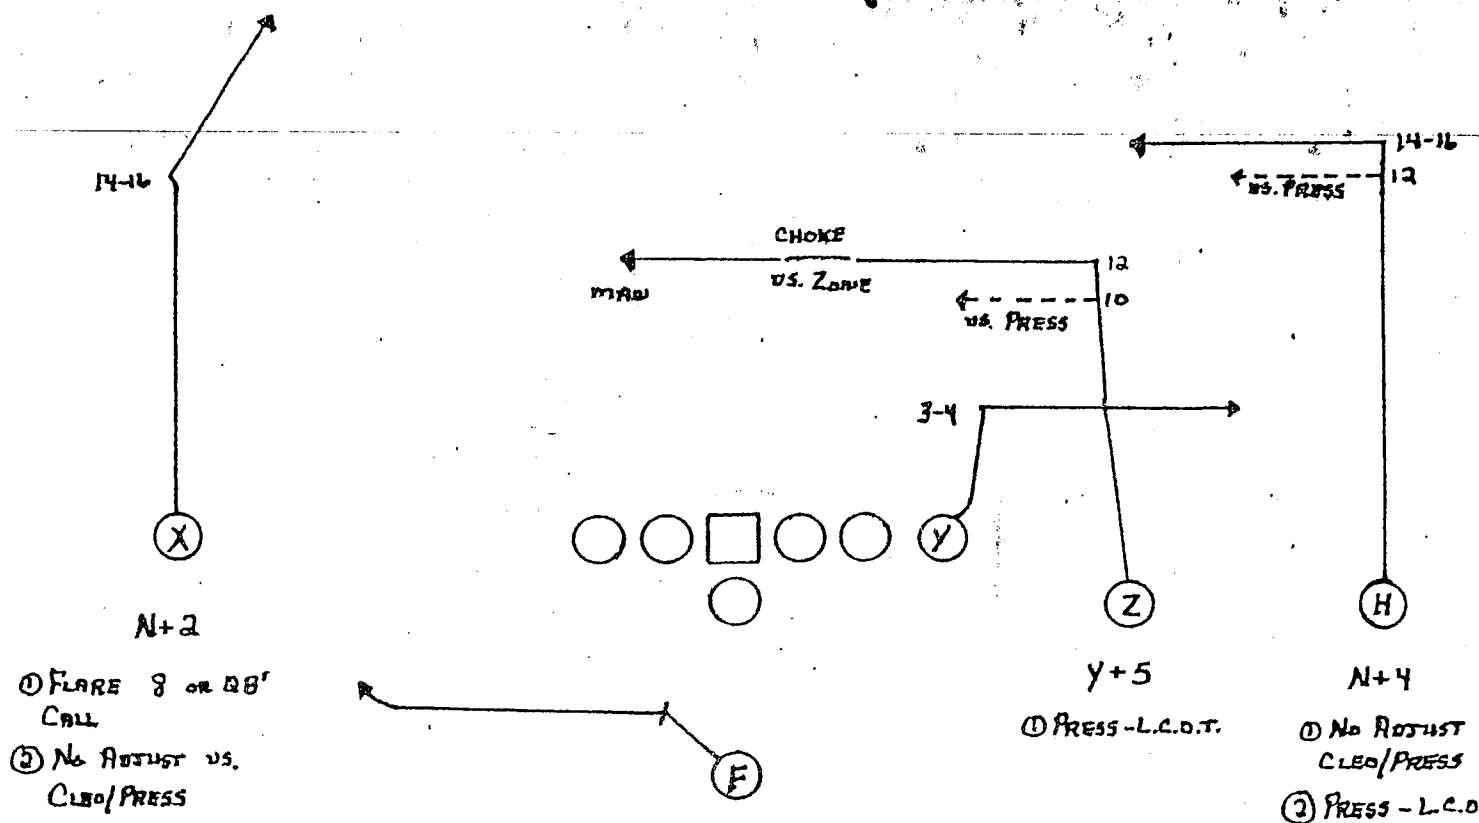 14-16
14-16
vs. PRESS
12
CHOKE
vs. ZONE
MAN
12
10
vs. PRESS
3-4
X
Y
Z
H
F
N+2
① FLARE 8 OR QB'
CALL
② NO ADJUST VS.
CLEO/PRESS
Y+5
① PRESS-L.C.O.T.
N+4
① NO ADJUST
CLEO/PRESS
② PRESS-L.C.O